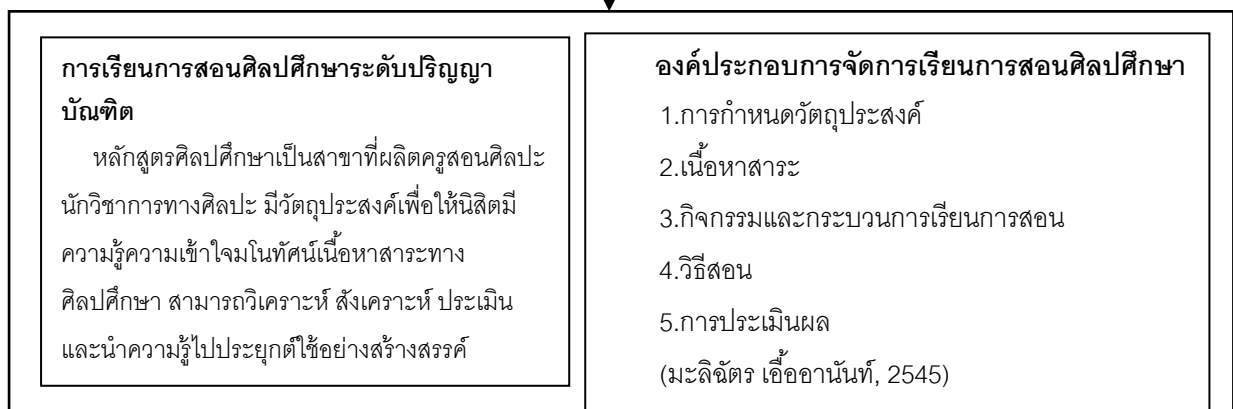 การเรียนการสอนศิลปศึกษาระดับปริญญา
บัณฑิต
หลักสูตรศิลปศึกษาเป็นสาขาที่ผลิตครูสอนศิลปะ
นักวิชาการทางศิลปะ มีวัตถุประสงค์เพื่อให้นิสิตมี
ความรู้ความเข้าใจมโนทัศน์เนื้อหาสาระทาง
ศิลปศึกษา สามารถวิเคราะห์ สังเคราะห์ ประเมิน
และนำความรู้ไปประยุกต์ใช้อย่างสร้างสรรค์
องค์ประกอบการจัดการเรียนการสอนศิลปศึกษา
1.การกำหนดวัตถุประสงค์
2.เนื้อหาสาระ
3.กิจกรรมและกระบวนการเรียนการสอน
4.วิธีสอน
5.การประเมินผล
(มะลิฉัตร เอื้ออานันท์, 2545)